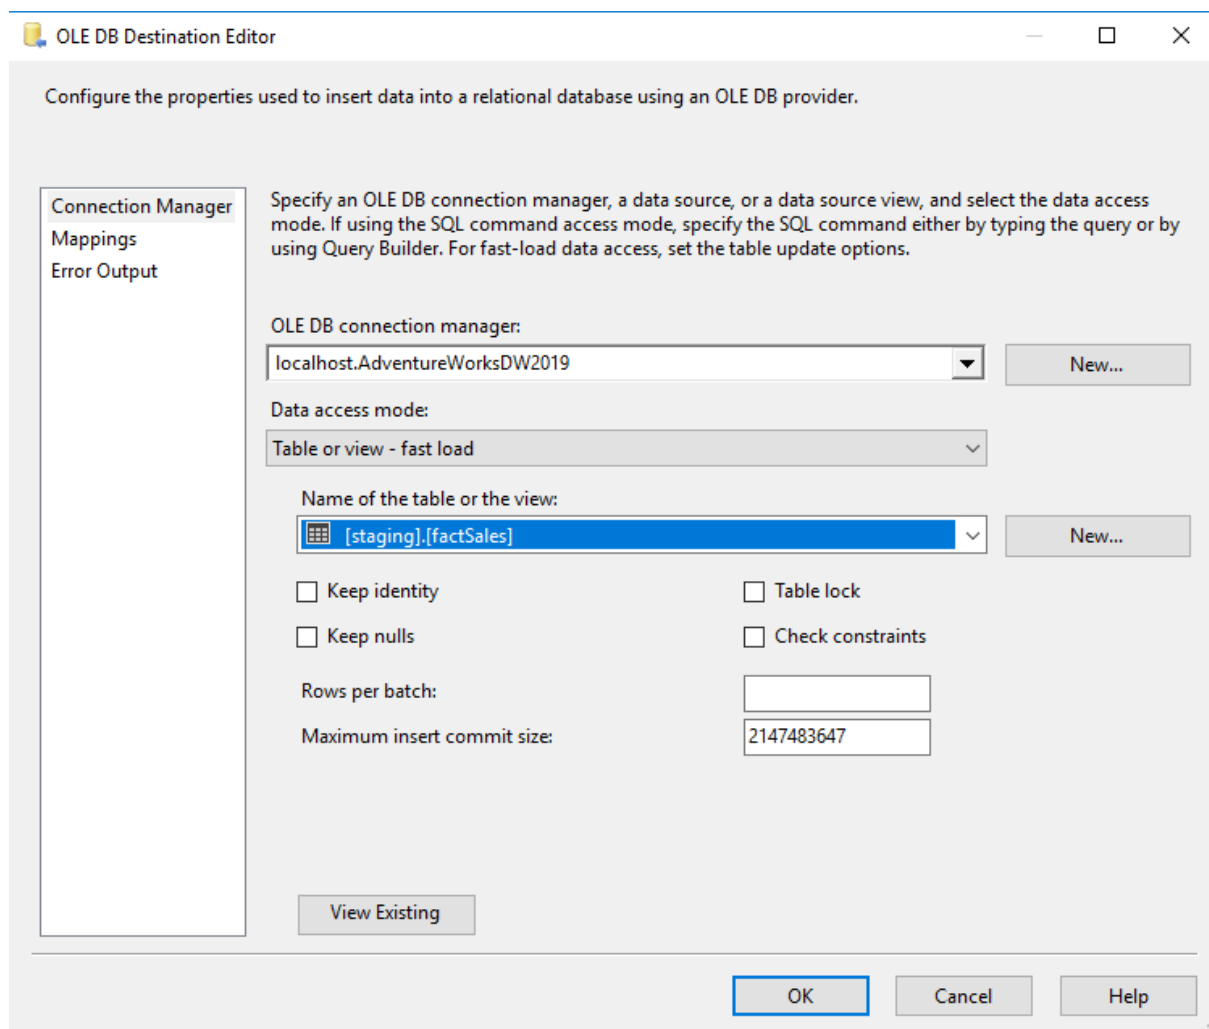 OLE DB Destination Editor
Configure the properties used to insert data into a relational database using an OLE DB provider.
Connection Manager
Mappings
Error Output
Specify an OLE DB connection manager, a data source, or a data source view, and select the data access
mode. If using the SQL command access mode, specify the SQL command either by typing the query or by
using Query Builder. For fast-load data access, set the table update options.
OLE DB connection manager:
localhost.AdventureWorksDW2019
New...
Data access mode:
Table or view - fast load
Name of the table or the view:
[staging].[factSales]
New...
Keep identity
Table lock
Keep nulls
Check constraints
Rows per batch:
Maximum insert commit size:
2147483647
View Existing
OK
Cancel
Help